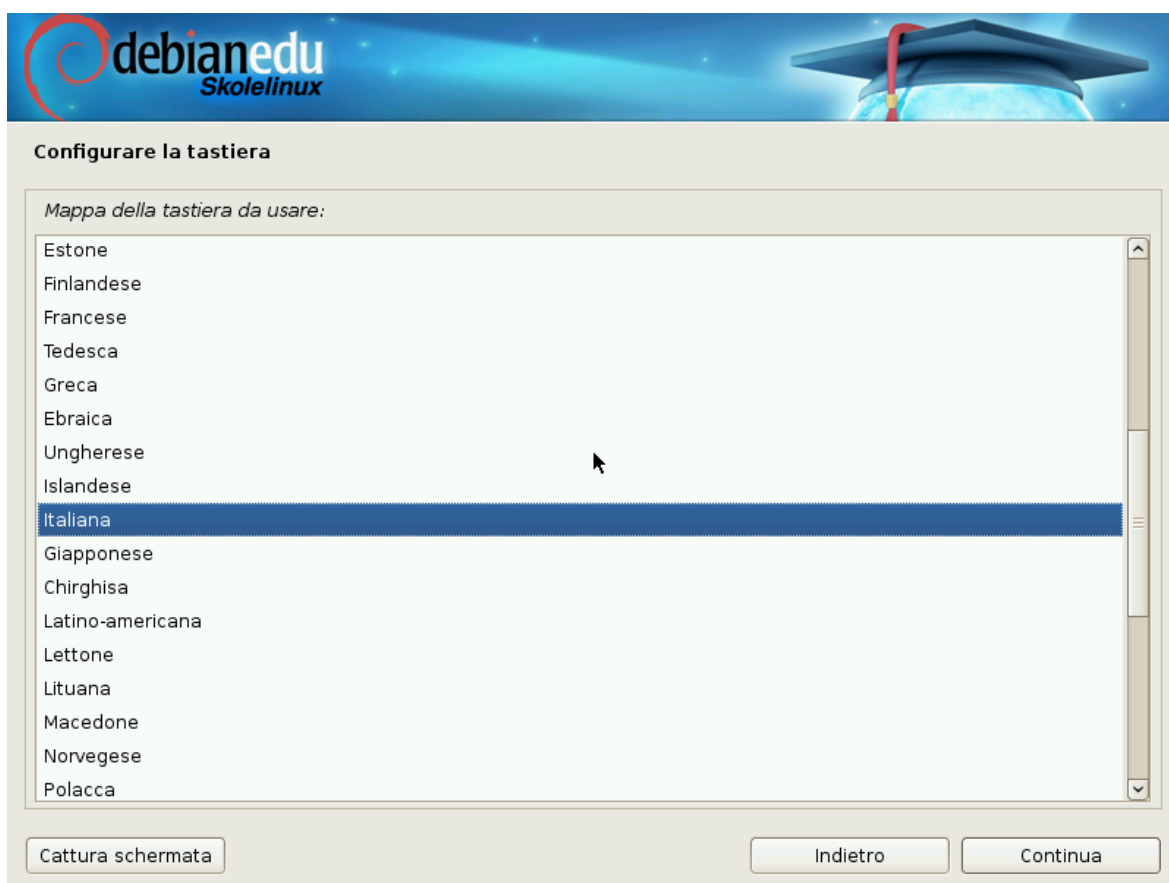 debianedu
Skolelinux
Configurare la tastiera
Mappa della tastiera da usare:
Estone
Finlandese
Francese
Tedesca
Greca
Ebraica
Ungherese
Islandese
Italiana
Giapponese
Chirghisa
Latino-americana
Lettone
Lituana
Macedone
Norvegese
Polacca
Cattura schermata
Indietro
Continua